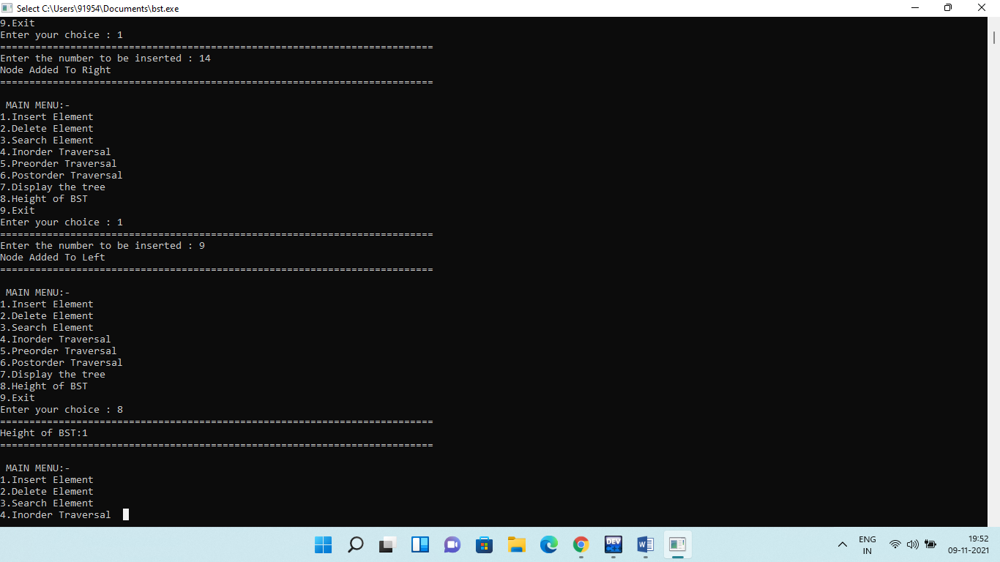 Select C:\Users\91954\Documents\bst.exe
9.Exit
Enter your choice : 1
==========================================================================
Enter the number to be inserted : 14
Node Added To Right
==========================================================================
MAIN MENU:-
1.Insert Element
2.Delete Element
3.Search Element
4.Inorder Traversal
5.Preorder Traversal
6.Postorder Traversal
7.Display the tree
8.Height of BST
9.Exit
Enter your choice : 1
==========================================================================
Enter the number to be inserted : 9
Node Added To Left
==========================================================================
MAIN MENU:-
1.Insert Element
2.Delete Element
3.Search Element
4.Inorder Traversal
5.Preorder Traversal
6.Postorder Traversal
7.Display the tree
8.Height of BST
9.Exit
Enter your choice : 8
==========================================================================
Height of BST:1
==========================================================================
MAIN MENU:-
1.Insert Element
2.Delete Element
3.Search Element
4.Inorder Traversal
DEV
W
ENG
IN
19:52
09-11-2021